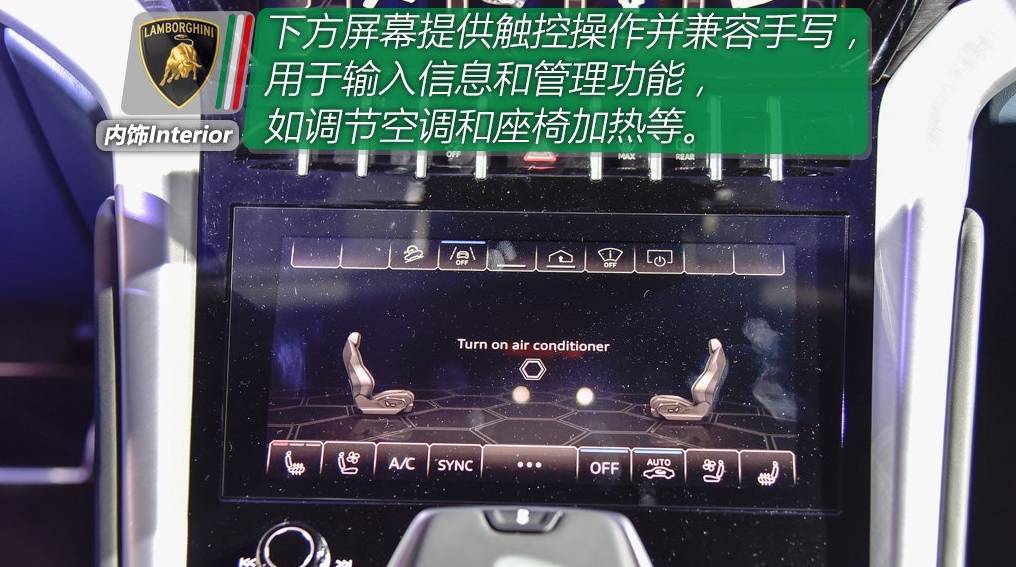 LAMBORGHINI
内饰Interior
下方屏幕提供触控操作并兼容手写，
用于输入信息和管理功能，
如调节空调和座椅加热等。
OFF
MAX
REAR
OFF
OFF
Turn on air conditioner
A/C
SYNC
•••
OFF
AUTO